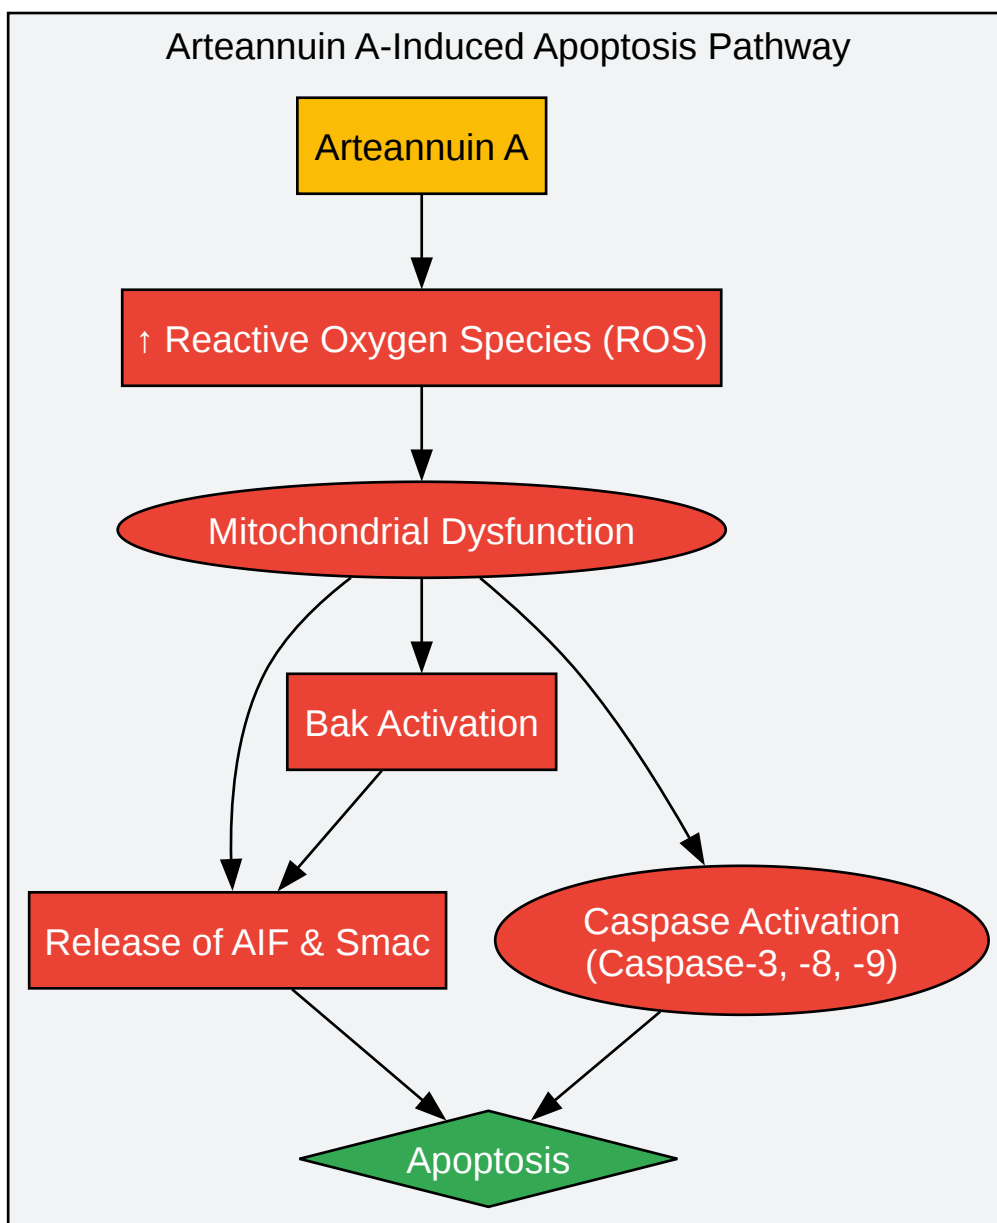 Arteannuin A-Induced Apoptosis Pathway
Arteannuin A
↑ Reactive Oxygen Species (ROS)
Mitochondrial Dysfunction
Bak Activation
Release of AIF & Smac
Caspase Activation
(Caspase-3, -8, -9)
Apoptosis